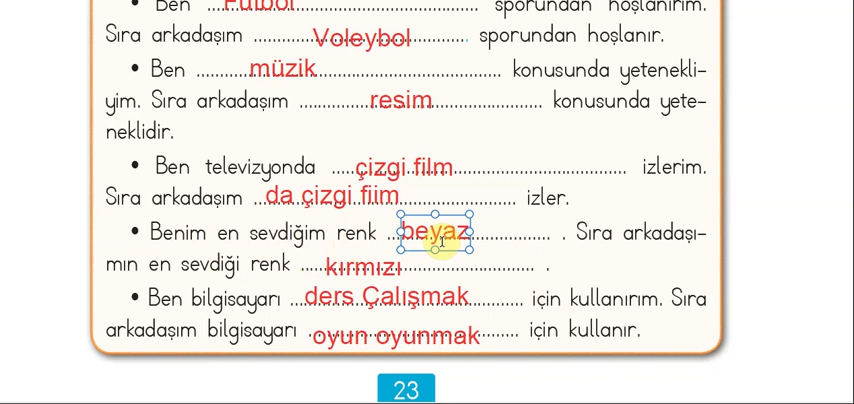 • Ben ...Futbol... sporundan hoşlanırım.
Sıra arkadaşım ...Voleybol... sporundan hoşlanır.
• Ben ...müzik... konusunda yetenekli-
yim. Sıra arkadaşım ...resim... konusunda yete-
neklidir.
• Ben televizyonda ...çizgi film... izlerim.
Sıra arkadaşım ...da çizgi fiim... izler.
• Benim en sevdiğim renk ...beyaz... . Sıra arkadaşı-
mın en sevdiği renk ...kırmızı... .
• Ben bilgisayarı ...ders Çalışmak... için kullanırım. Sıra
arkadaşım bilgisayarı ...oyun oyunmak... için kullanır.
23